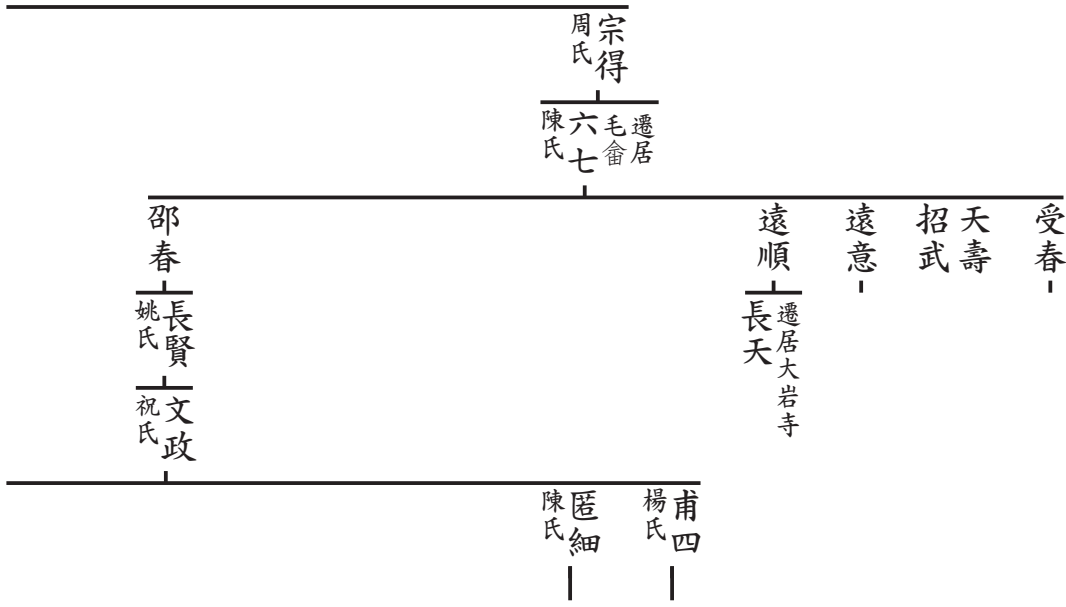 宗得
周氏
遷居
毛畲
六七
陳氏
受春
天壽
招武
遠意
遠順
邵春
遷居大岩寺
長天
長賢
姚氏
文政
祝氏
甫四
楊氏
匿細
陳氏